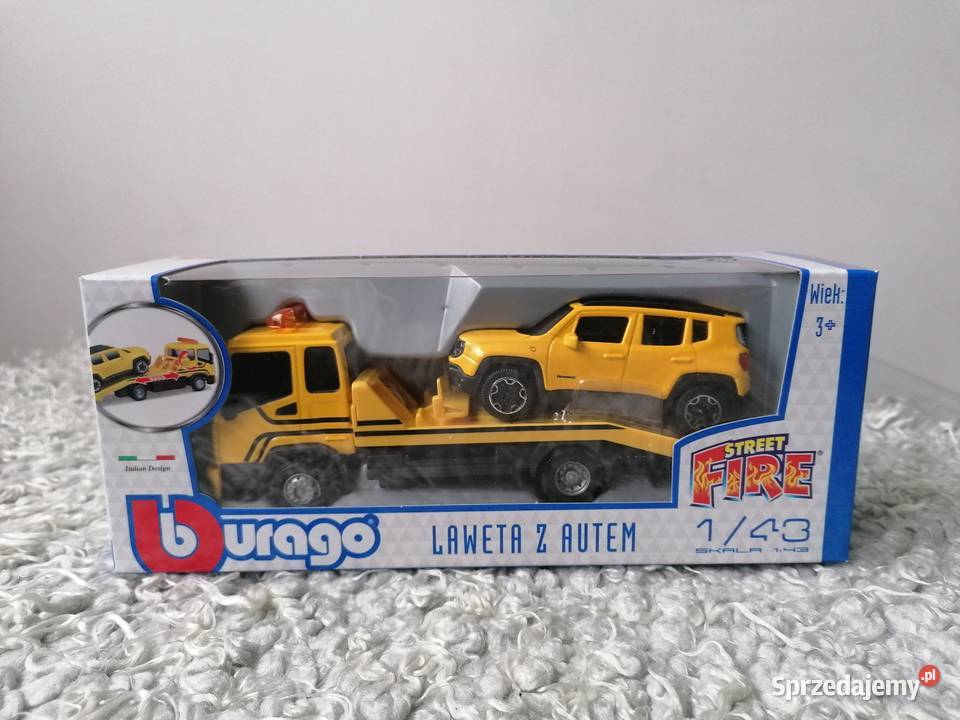 Wiek:
3+
Italian Design
STREET
FIRE
burago
LAWETA Z AUTEM
1/43
SKALA 1:43
Sprzedajemy.pl